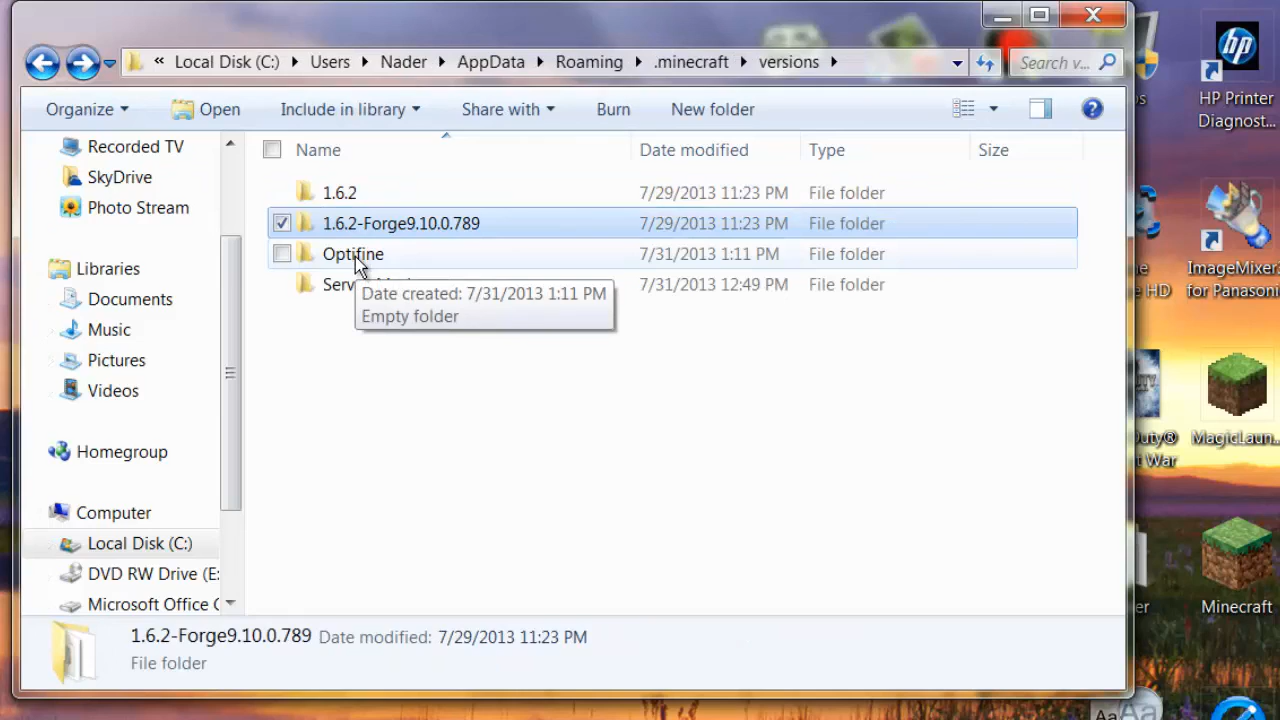 « Local Disk (C:) Users Nader AppData Roaming .minecraft versions Search v...
Organize Open Include in library Share with Burn New folder
Name Date modified Type Size
Recorded TV
SkyDrive
Photo Stream
Libraries
Documents
Music
Pictures
Videos
Homegroup
Computer
Local Disk (C:)
DVD RW Drive (E:
Microsoft Office C
1.6.2 7/29/2013 11:23 PM File folder
1.6.2-Forge9.10.0.789 7/29/2013 11:23 PM File folder
Optifine 7/31/2013 1:11 PM File folder
Serv 7/31/2013 12:49 PM File folder
Date created: 7/31/2013 1:11 PM
Empty folder
1.6.2-Forge9.10.0.789 Date modified: 7/29/2013 11:23 PM
File folder
hp
HP Printer
Diagnost...
ImageMixer3
for Panasonic
e HD
MagicLaun...
Duty®
t War
Minecraft